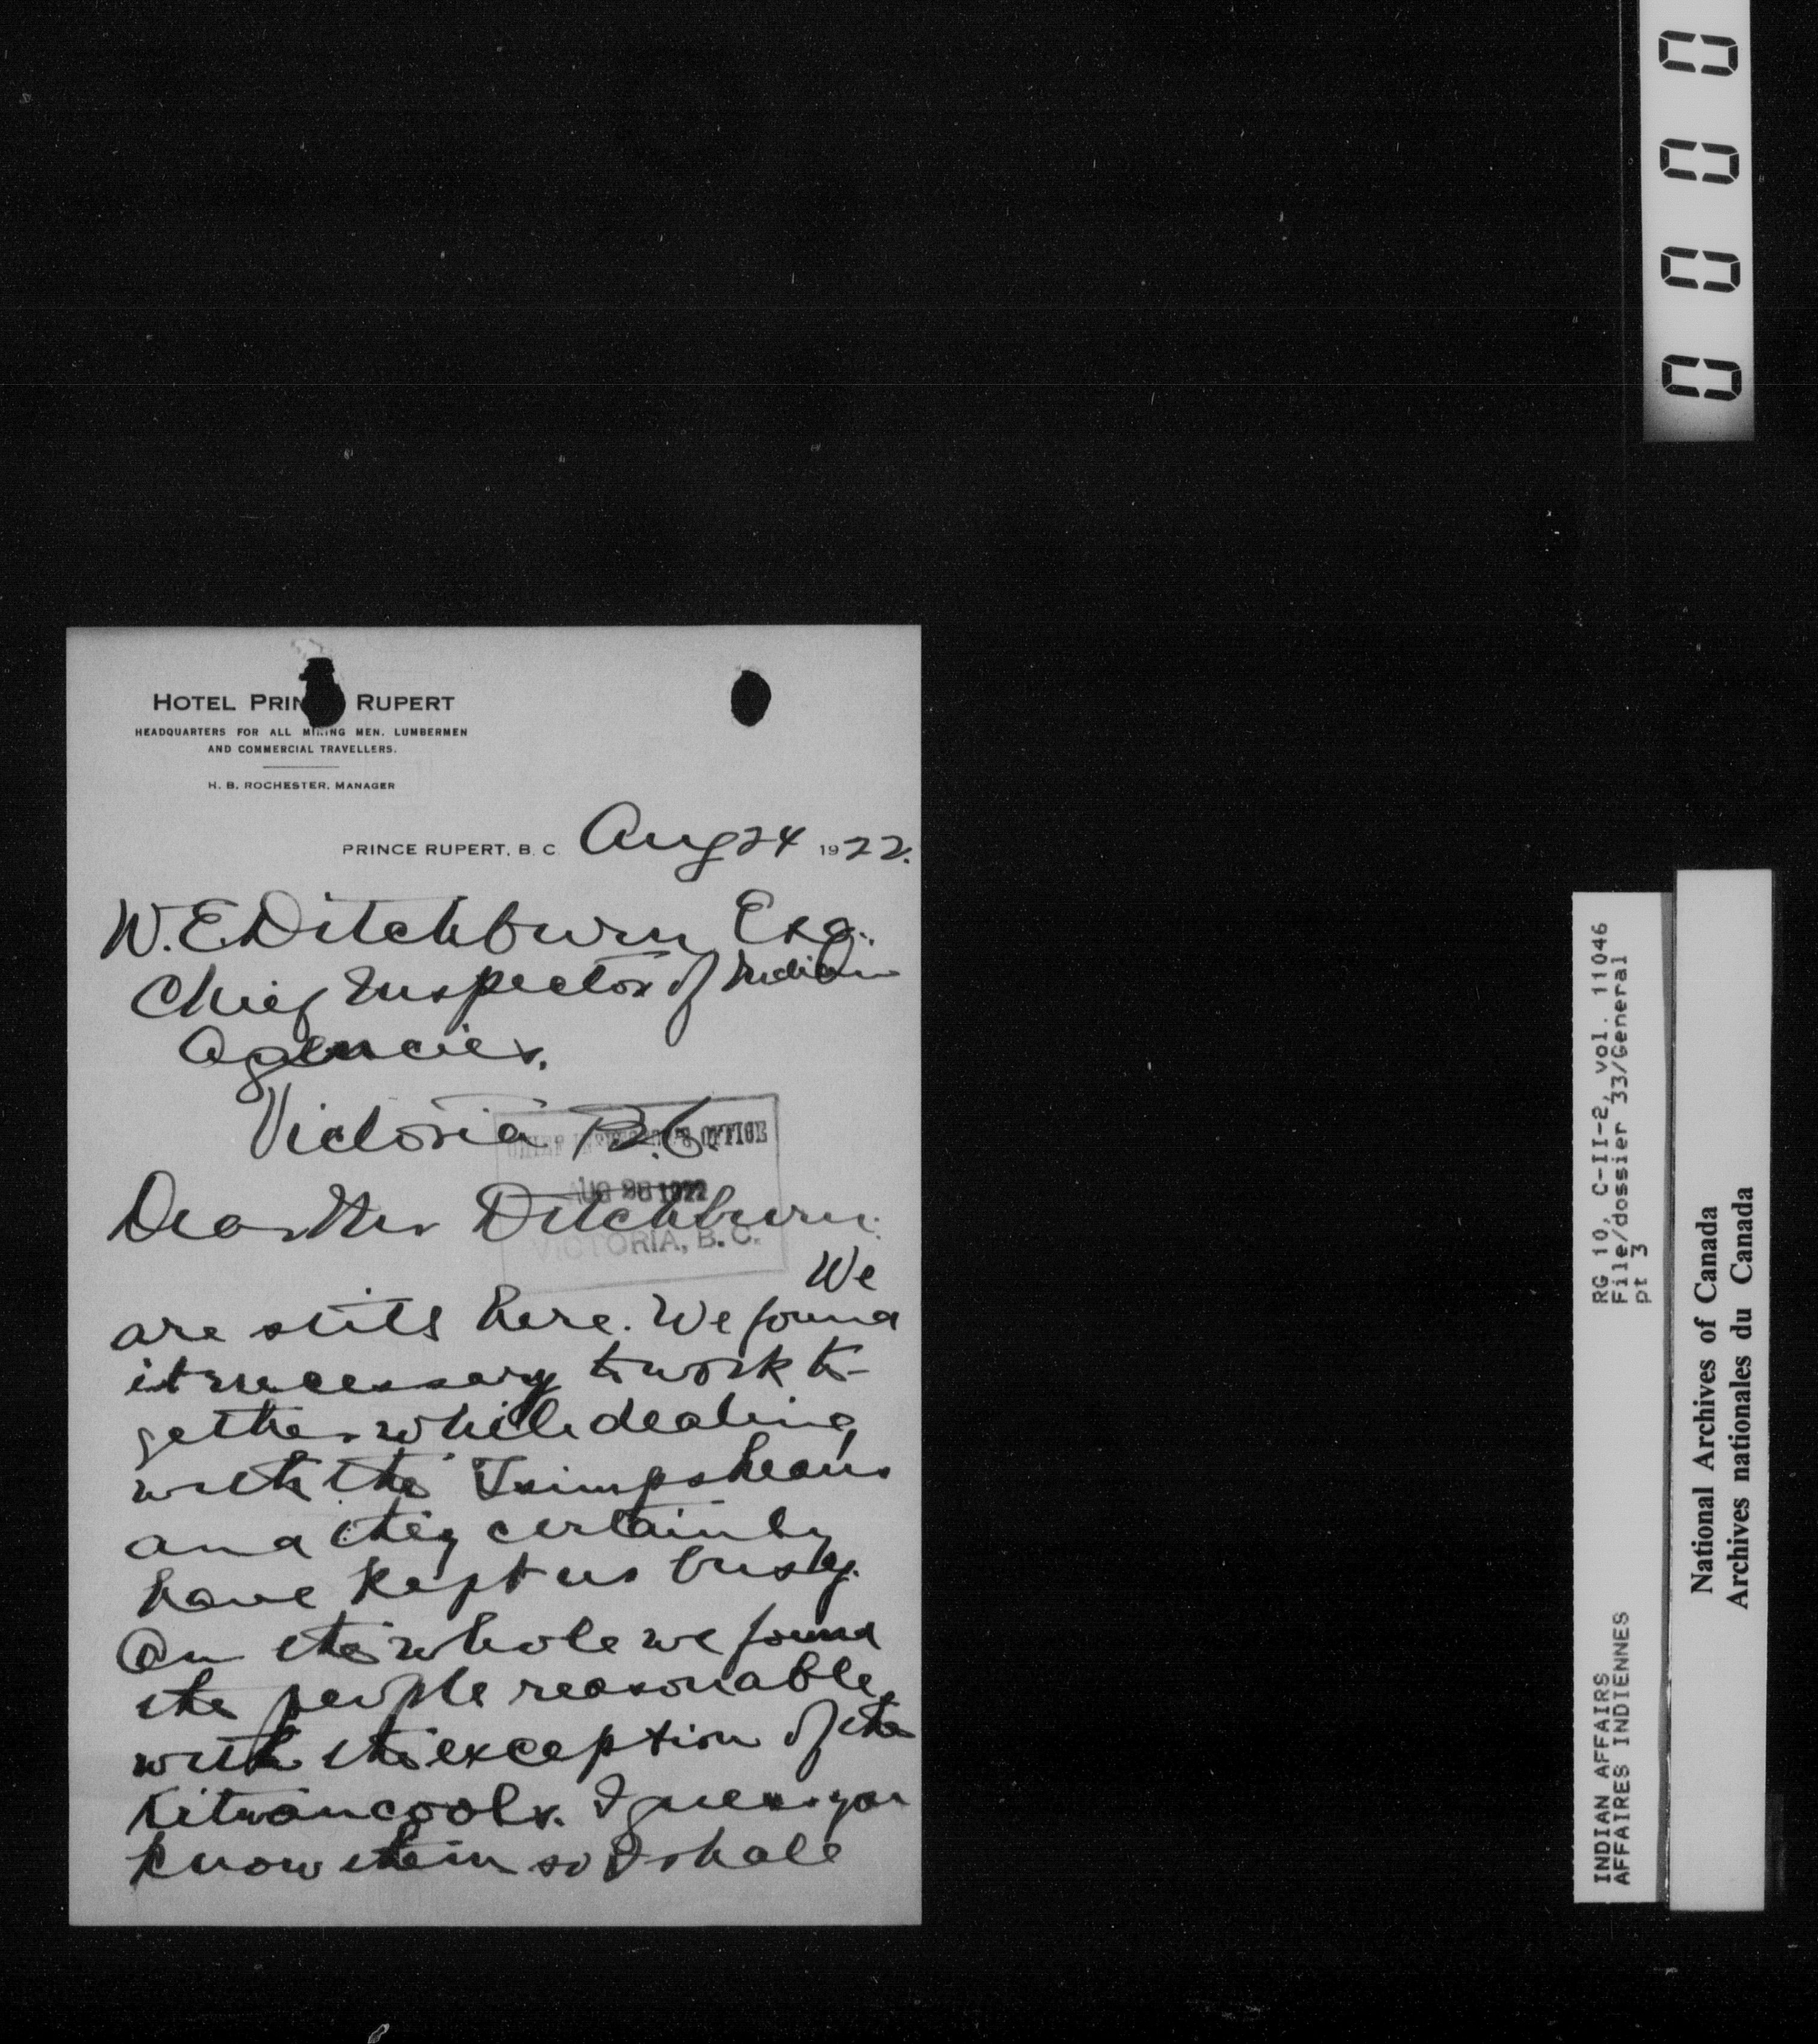 HOTEL PRIN RUPERT
HEADQUARTERS FOR ALL MINING MEN. LUMBERMEN
AND COMMERCIAL TRAVELLERS.
H. B. ROCHESTER, MANAGER
PRINCE RUPERT, B. C. Aug 24 1922.
W. E. Ditchburn, Esq.
Chief Inspector of Indian
Agencies.
Victoria B.C.
CHIEF INSPECTOR'S OFFICE
AUG 28 1922
VICTORIA, B. C.
Dear Mr Ditchburn:
We
are still here. We found
it necessary to work to-
gether while dealing
with the Tsimpsheans
and they certainly
have kept us busy.
On the whole we found
the people reasonable
with the exception of the
Kitwancools. I guess you
know them so I shall
0000
RG 10, C-II-2, vol. 11046
File/dossier 33/General
pt 3
INDIAN AFFAIRS
AFFAIRES INDIENNES
National Archives of Canada
Archives nationales du Canada